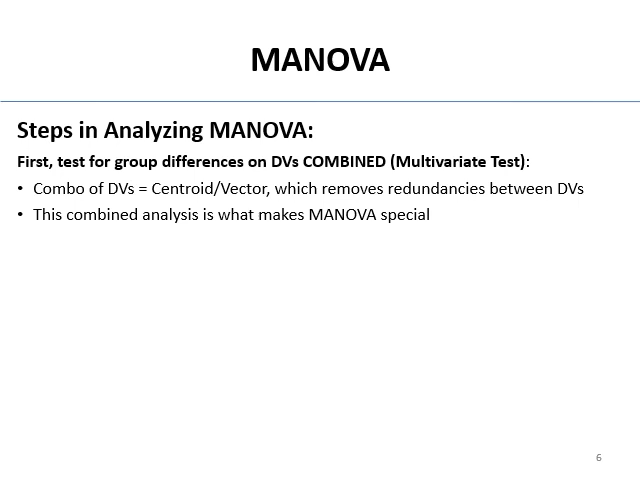 MANOVA
Steps in Analyzing MANOVA:
First, test for group differences on DVs COMBINED (Multivariate Test):
• Combo of DVs = Centroid/Vector, which removes redundancies between DVs
• This combined analysis is what makes MANOVA special
6